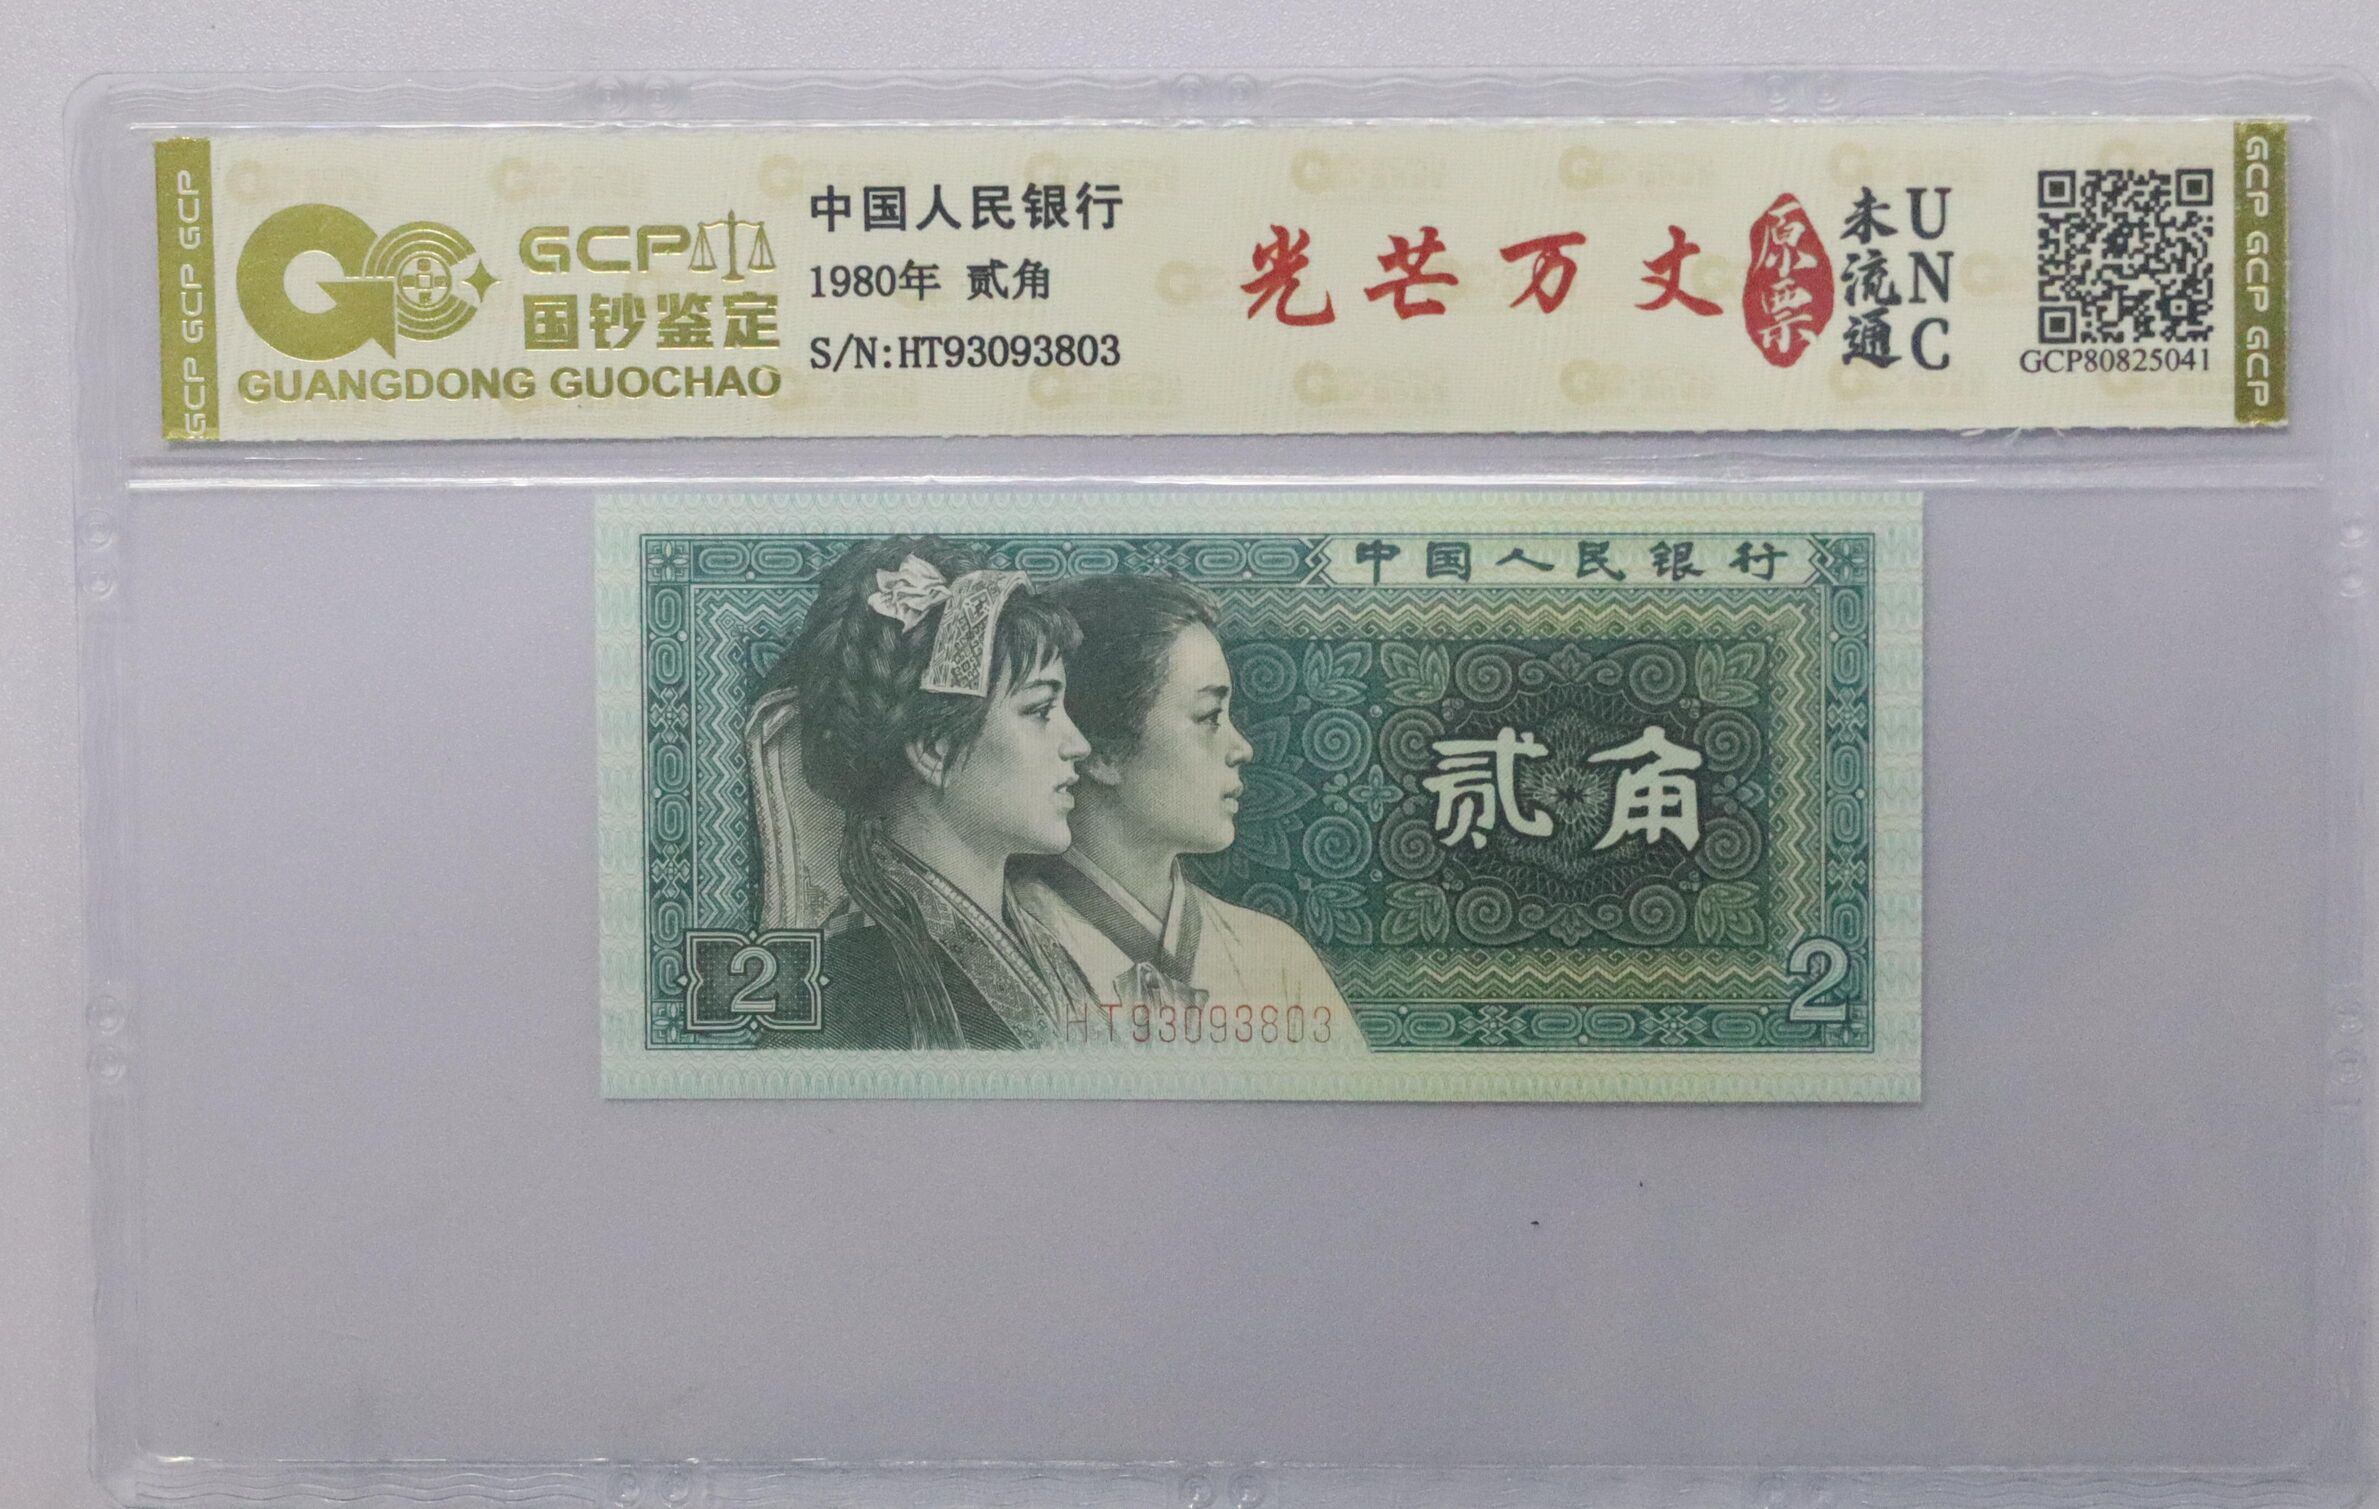 GCP GCP GCP
GCP
国钞鉴定
GUANGDONG GUOCHAO
中国人民银行
1980年 贰角
S/N:HT93093803
光芒万丈
原票
未流通
UNC
GCP80825041
GCP GCP GCP
中国人民银行
贰角
2
2
HT93093803